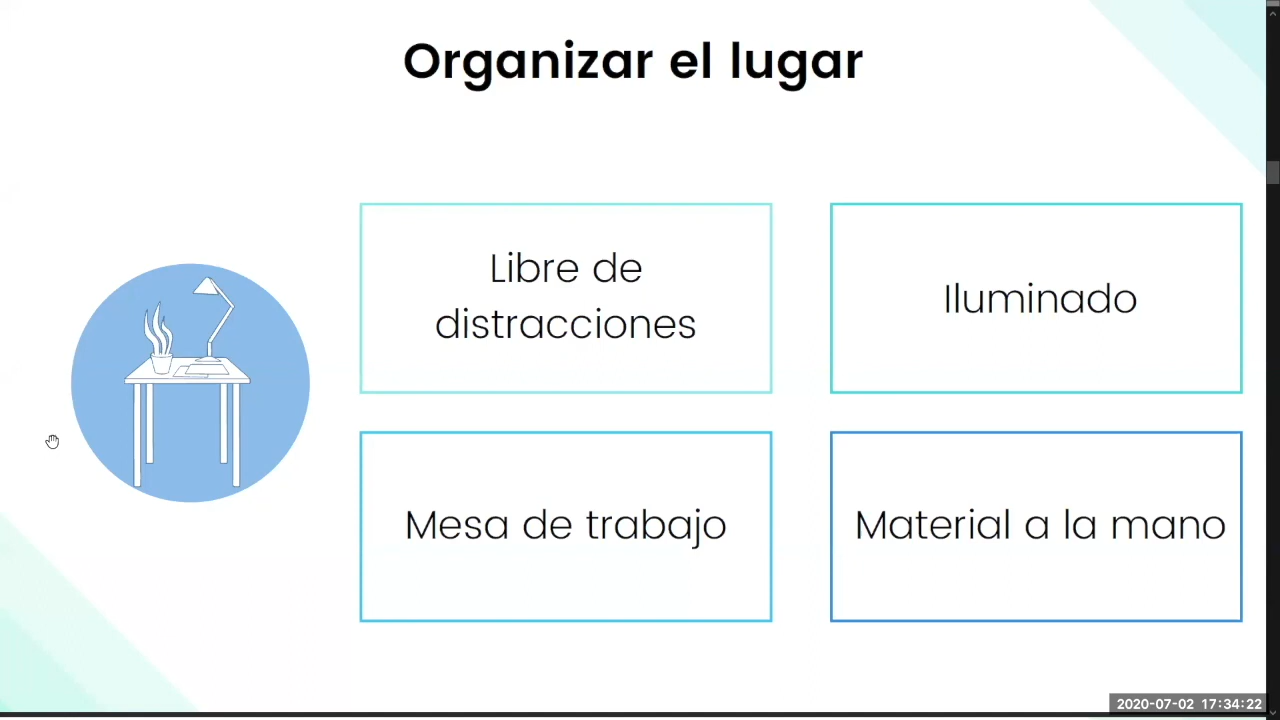 Organizar el lugar
Libre de
distracciones
Iluminado
Mesa de trabajo
Material a la mano
2020-07-02 17:34:22